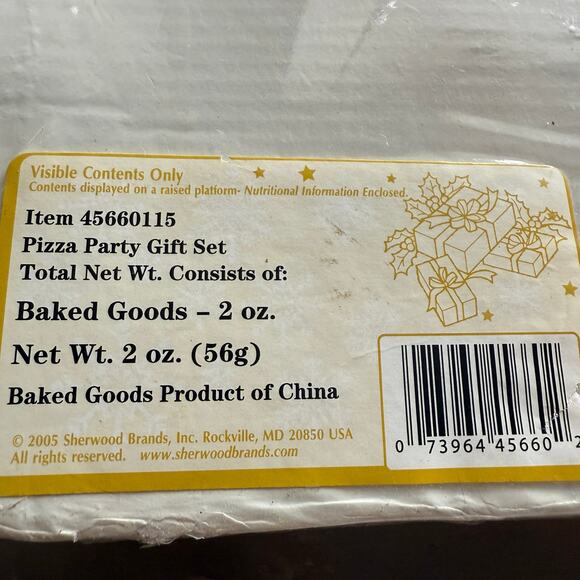 Visible Contents Only
Contents displayed on a raised platform- Nutritional Information Enclosed.
Item 45660115
Pizza Party Gift Set
Total Net Wt. Consists of:
Baked Goods – 2 oz.
Net Wt. 2 oz. (56g)
Baked Goods Product of China
© 2005 Sherwood Brands, Inc. Rockville, MD 20850 USA
All rights reserved. www.sherwoodbrands.com
0 73964 45660 2